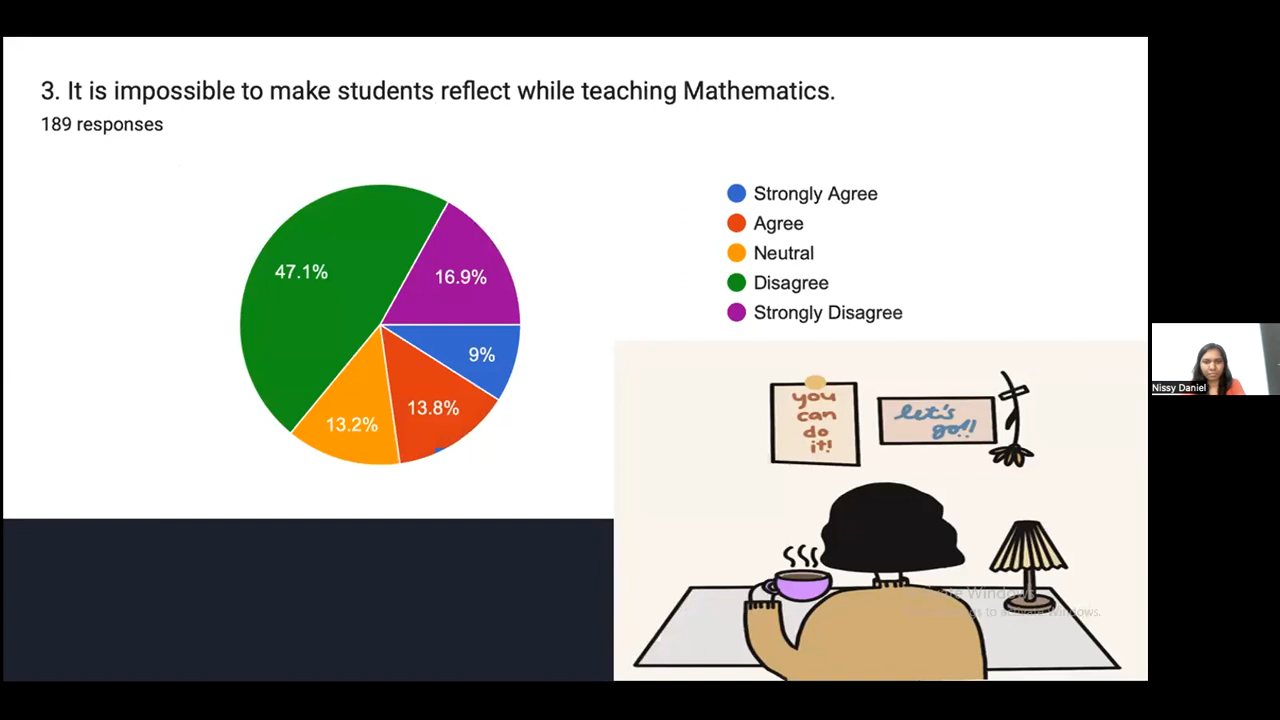 3. It is impossible to make students reflect while teaching Mathematics.
189 responses
47.1%
16.9%
9%
13.8%
13.2%
Strongly Agree
Agree
Neutral
Disagree
Strongly Disagree
you
can
do
it!
let's
go!!
Nissy Daniel